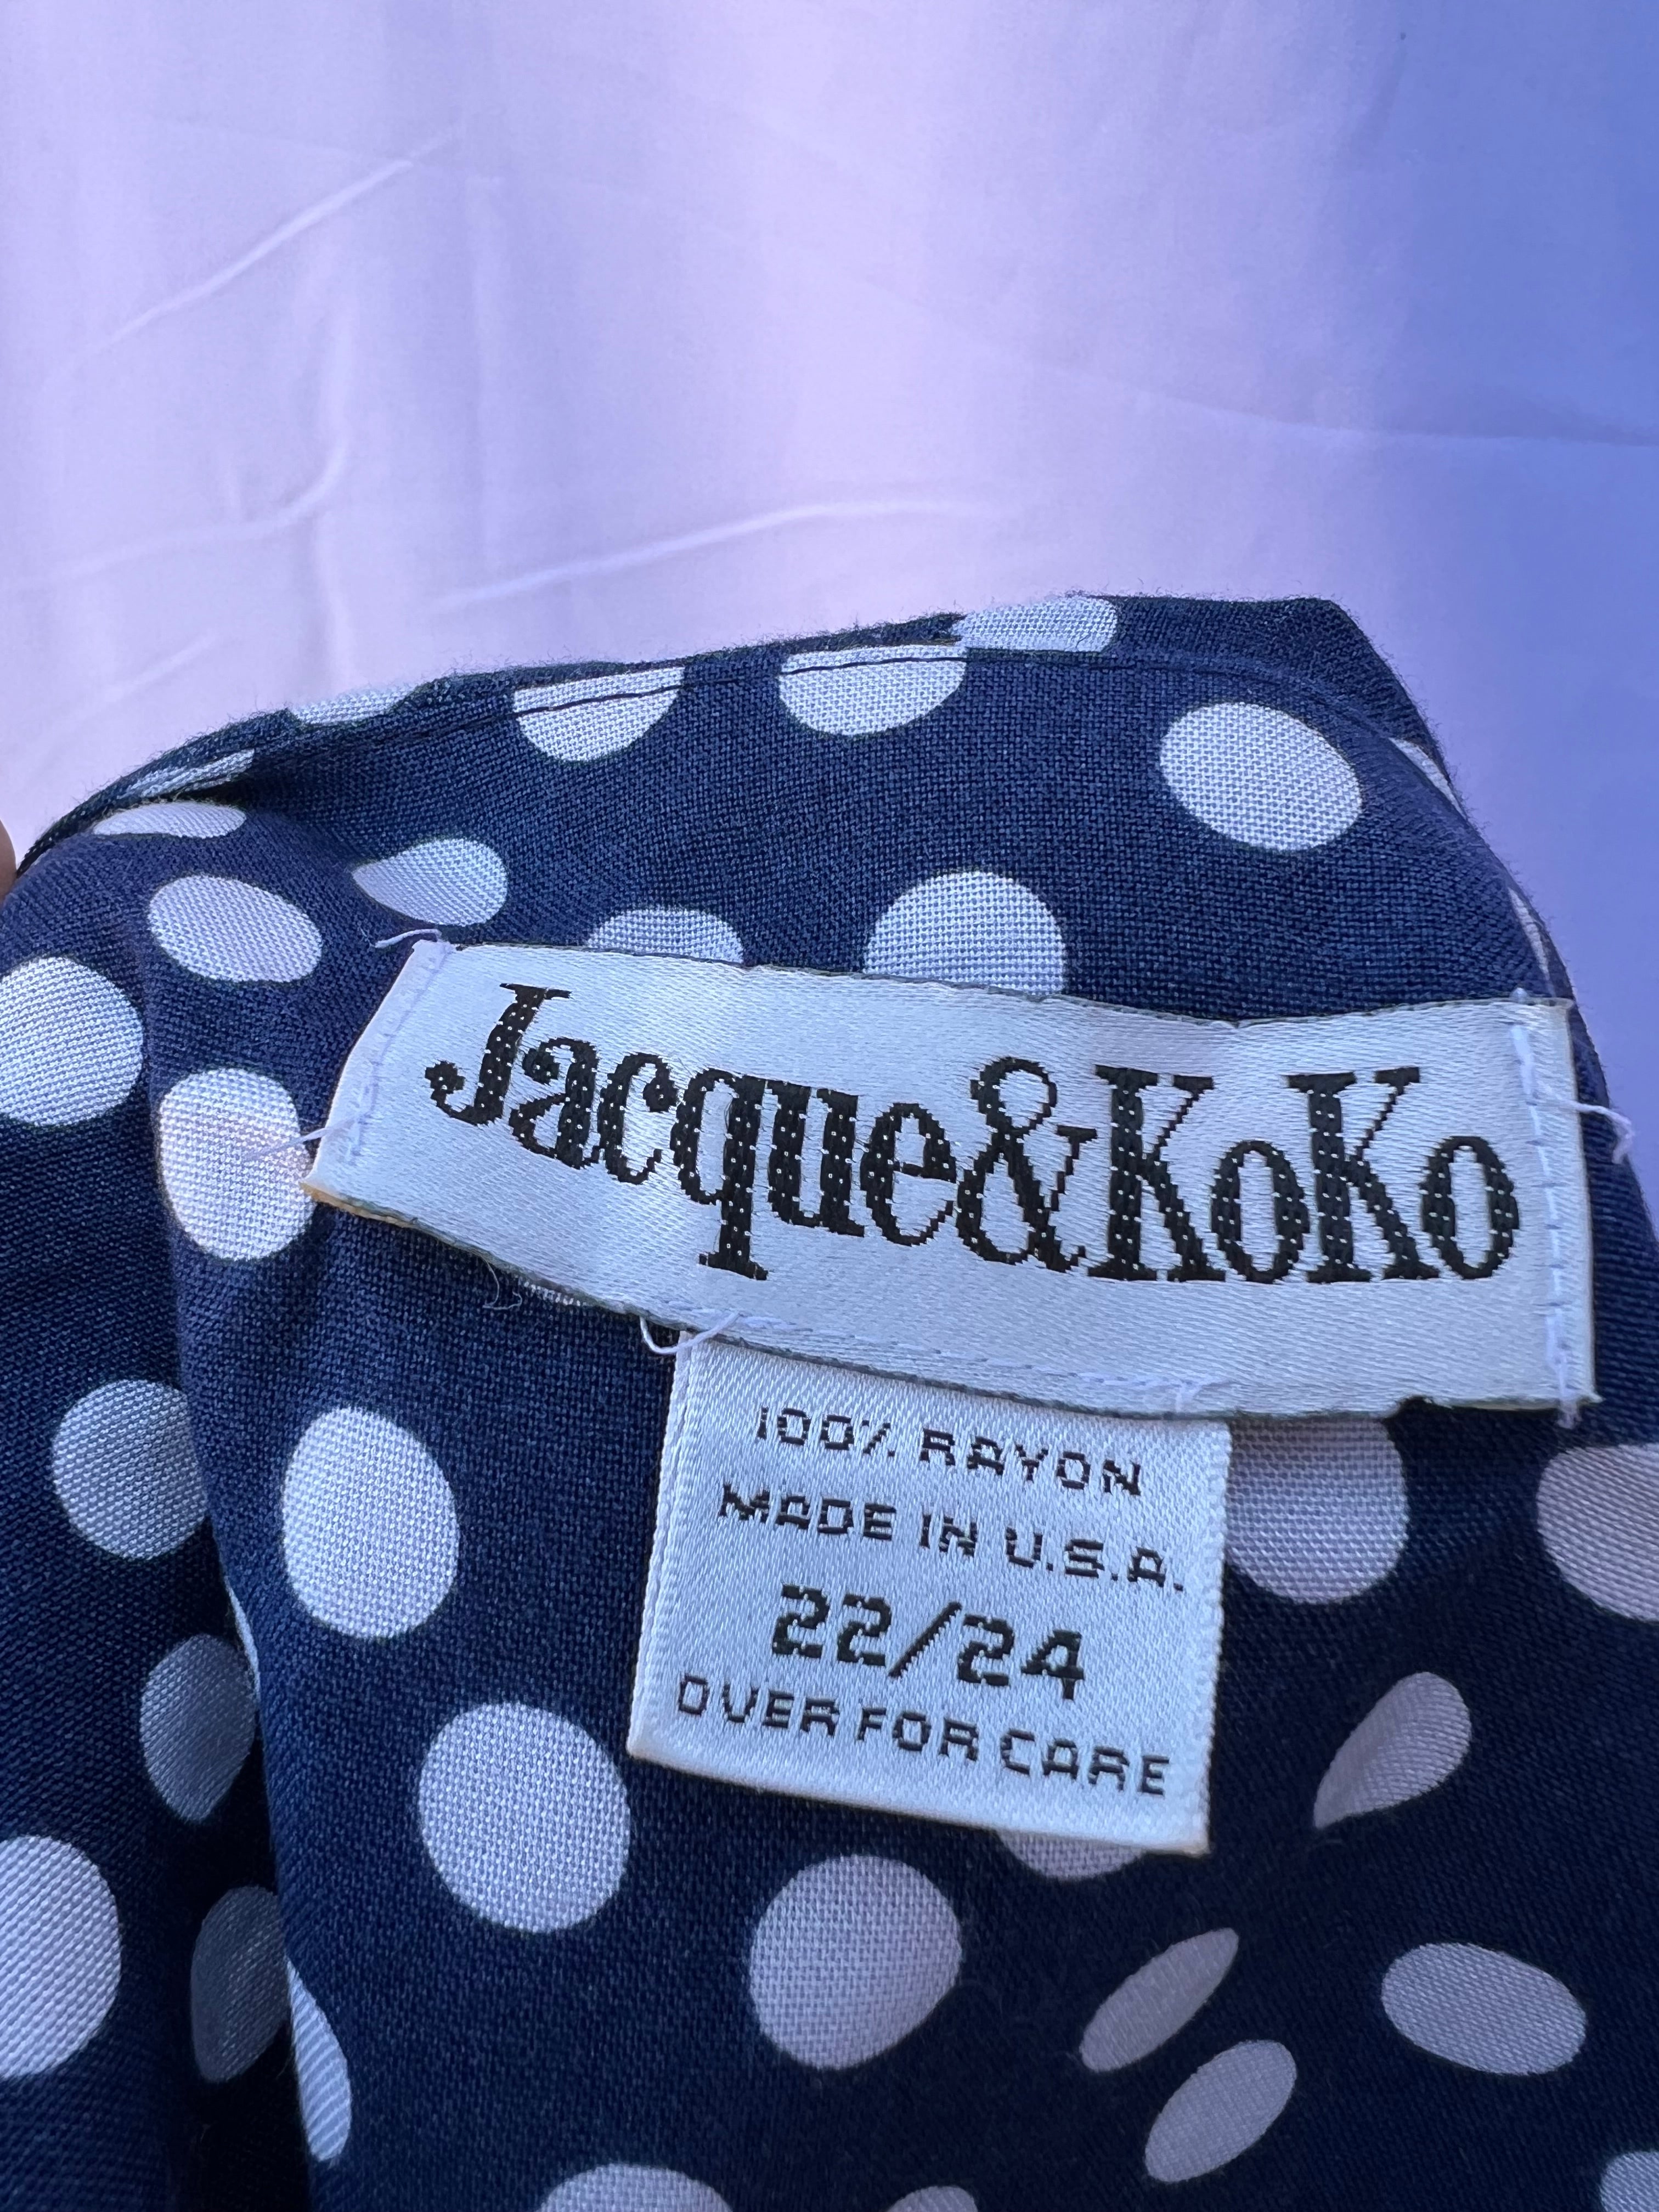 Jacque&KoKo
100% RAYON
MADE IN U.S.A.
22/24
OVER FOR CARE